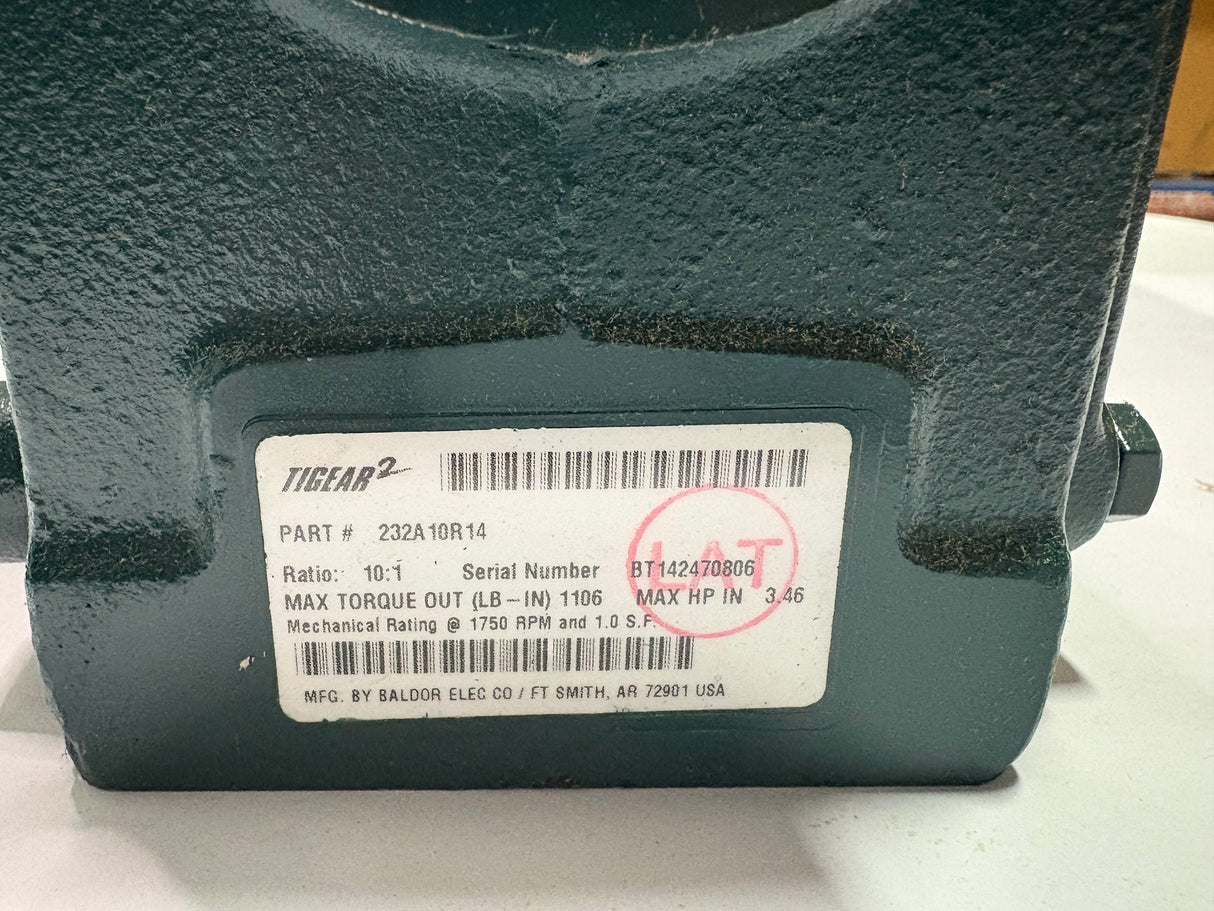 TIGEAR2
PART # 232A10R14
Ratio: 10:1 Serial Number BT142470806
MAX TORQUE OUT (LB-IN) 1106 MAX HP IN 3.46
Mechanical Rating @ 1750 RPM and 1.0 S.F.
MFG. BY BALDOR ELEC CO / FT SMITH, AR 72901 USA
LAT